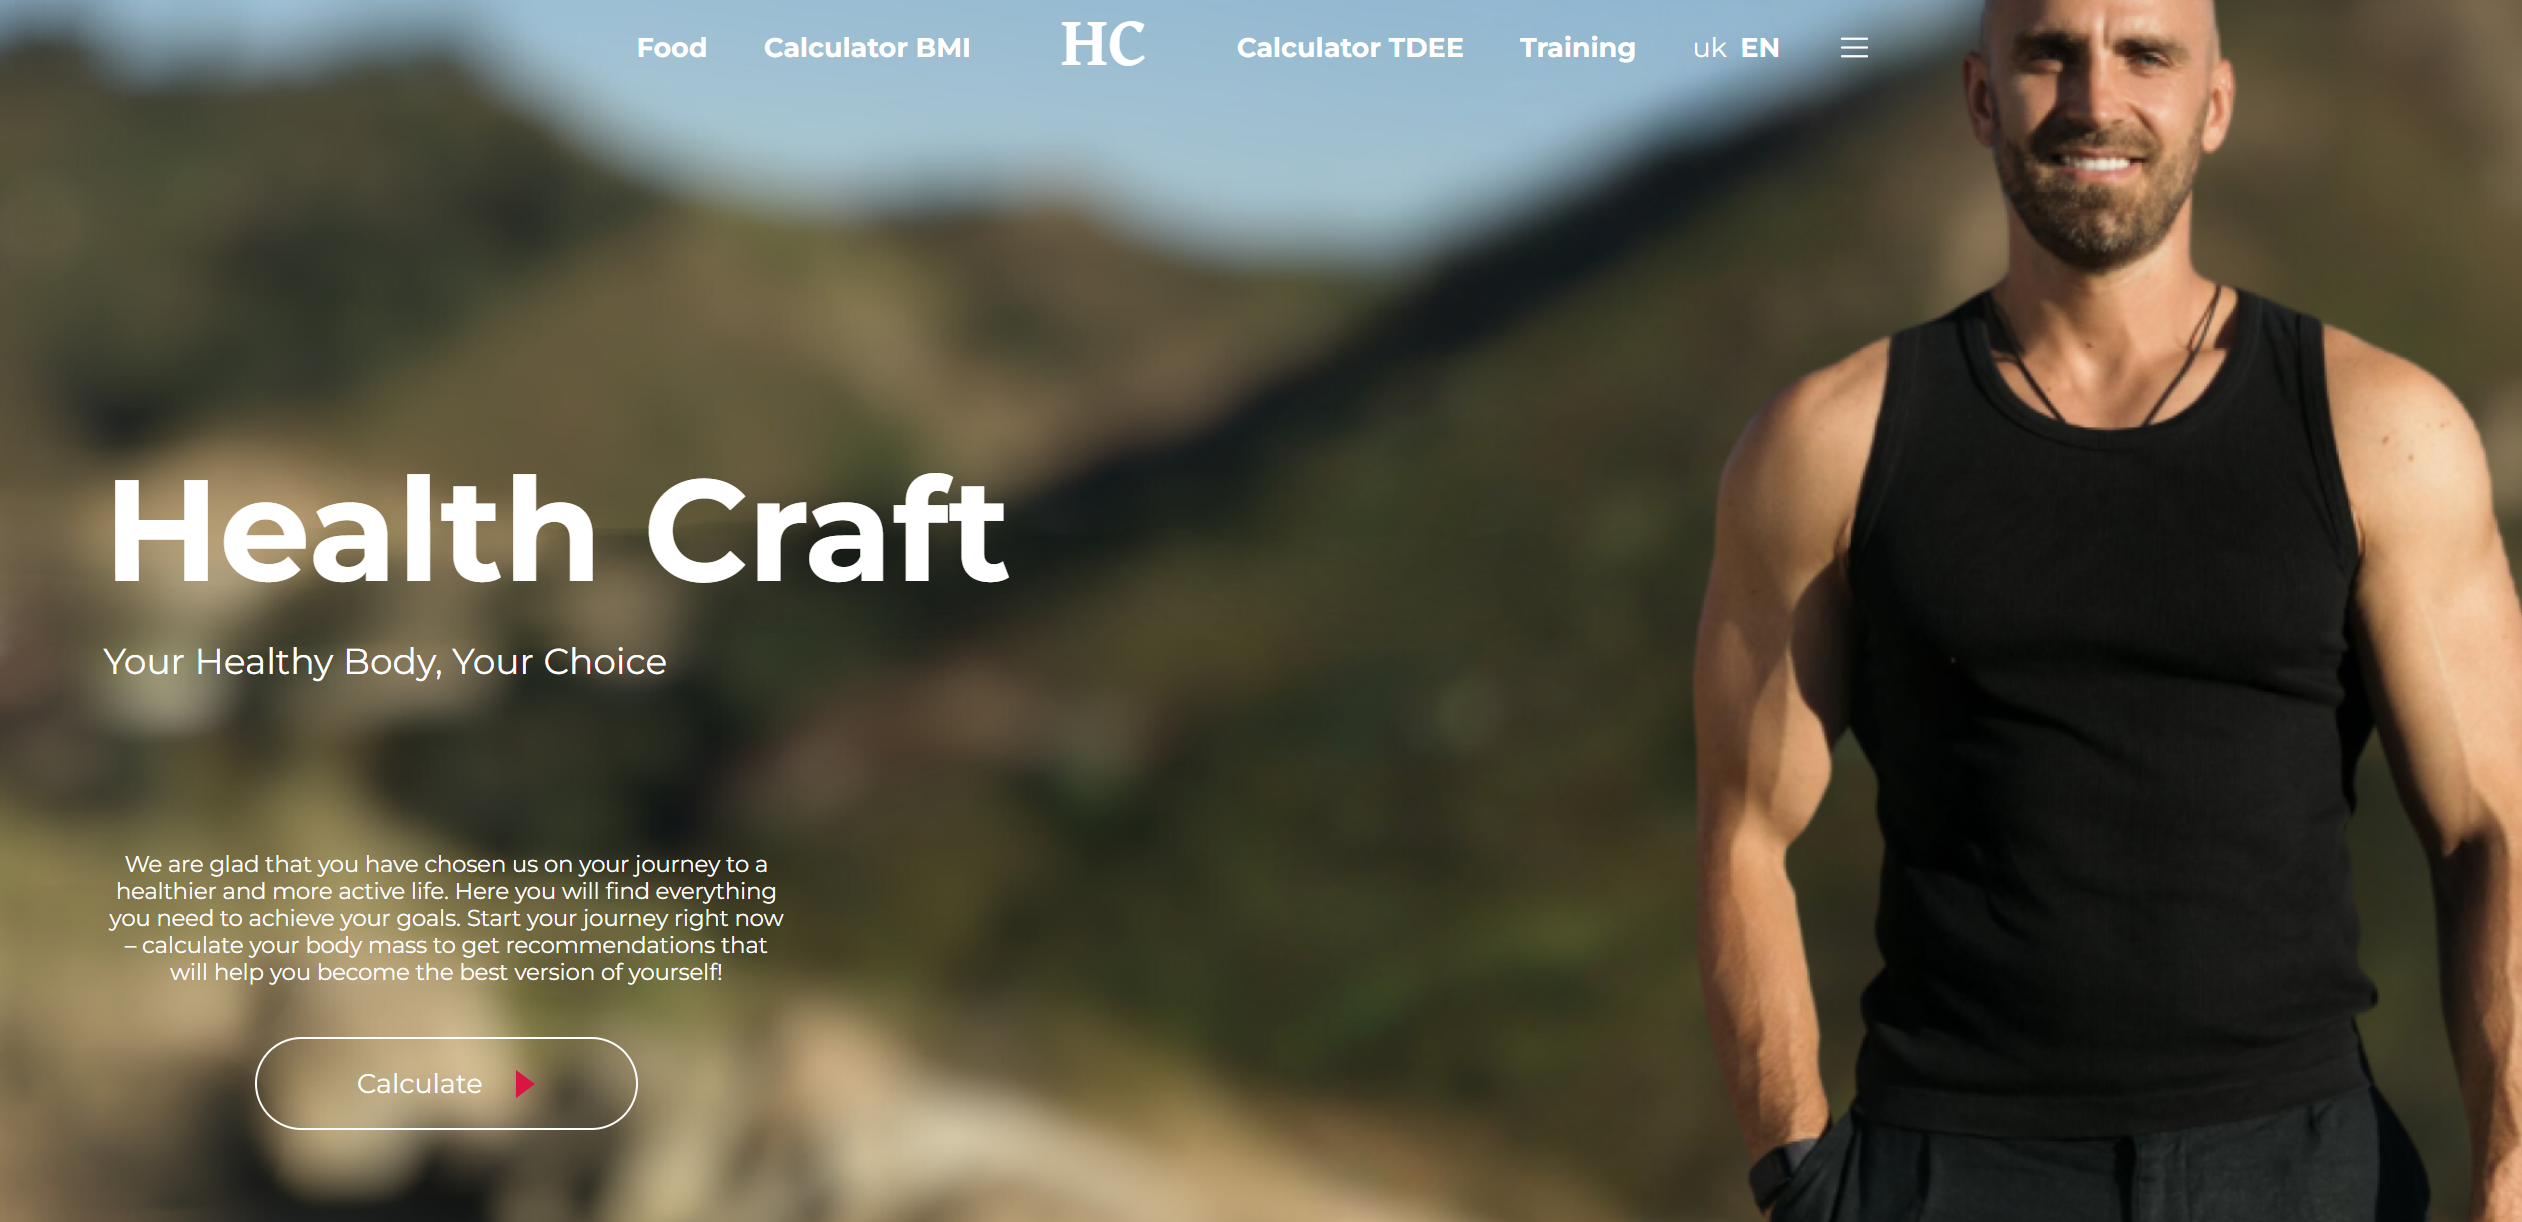 Food Calculator BMI HC Calculator TDEE Training uk EN
Health Craft
Your Healthy Body, Your Choice
We are glad that you have chosen us on your journey to a
healthier and more active life. Here you will find everything
you need to achieve your goals. Start your journey right now
– calculate your body mass to get recommendations that
will help you become the best version of yourself!
Calculate